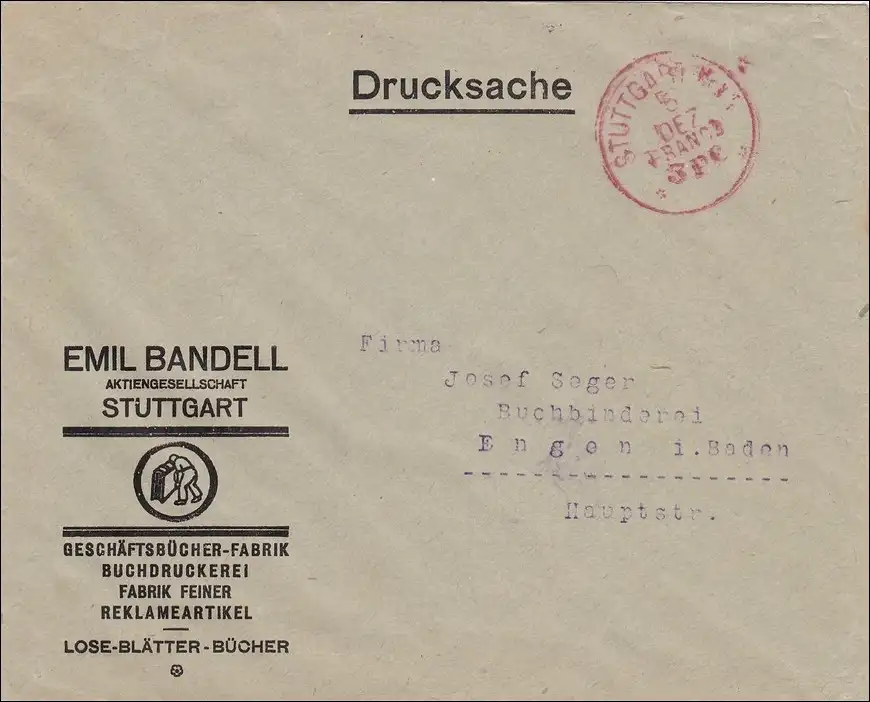 Drucksache
STUTTGART
DEZ
FRANCO
3 PF
EMIL BANDELL
AKTIENGESELLSCHAFT
STUTTGART
GESCHÄFTSBÜCHER-FABRIK
BUCHDRUCKEREI
FABRIK FEINER
REKLAMEARTIKEL
LOSE-BLÄTTER-BÜCHER
Firma
Josef Seger
Buchbinderei
Engen i.Baden
Hauptstr.